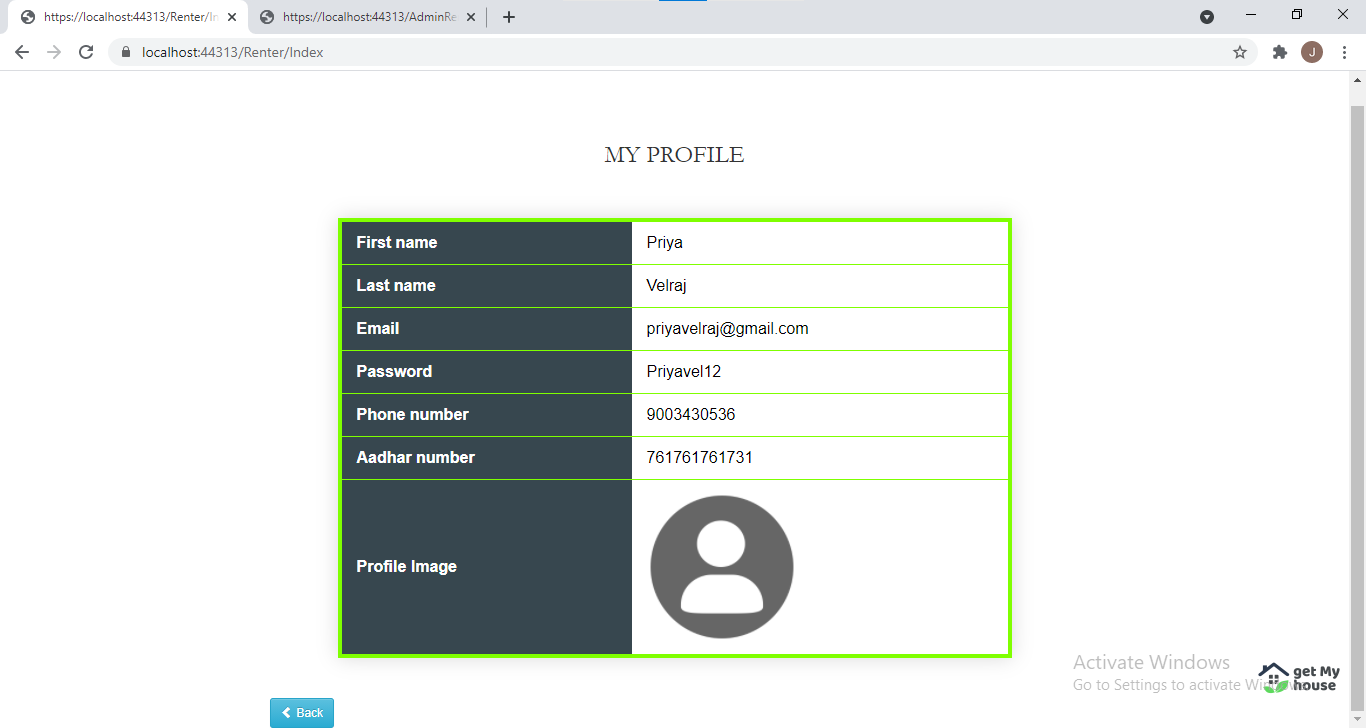 https://localhost:44313/Renter/In
https://localhost:44313/AdminRe
localhost:44313/Renter/Index
J
MY PROFILE
First name Priya
Last name Velraj
Email priyavelraj@gmail.com
Password Priyavel12
Phone number 9003430536
Aadhar number 761761761731
Profile Image
Activate Windows
Go to Settings to activate
get My
house
Back